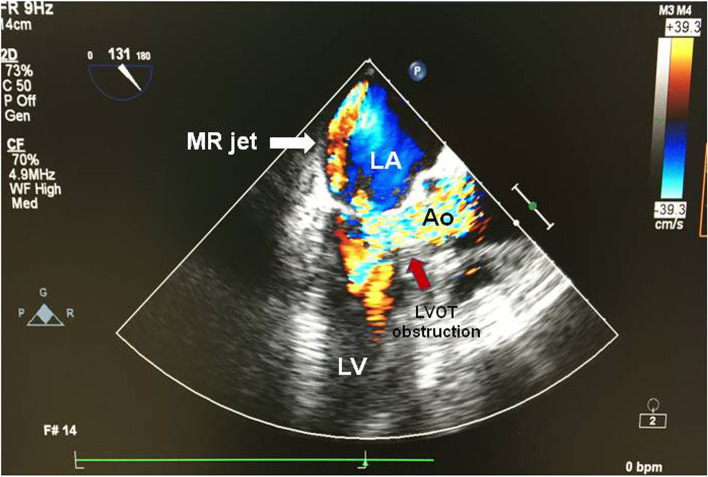 FR 9Hz
14cm
2D
73%
C 50
P Off
Gen
CF
70%
4.9MHz
WF High
Med
0 131 180
P
M3 M4
+39.3
-39.3
cm/s
MR jet
LA
Ao
LVOT
obstruction
LV
G
P R
2
F# 14
0 bpm